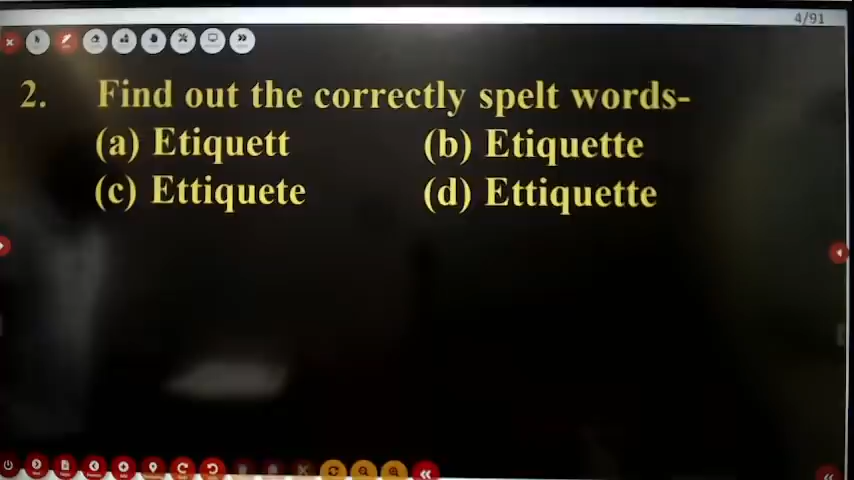 4/91
2. Find out the correctly spelt words-
(a) Etiquett (b) Etiquette
(c) Ettiquete (d) Ettiquette